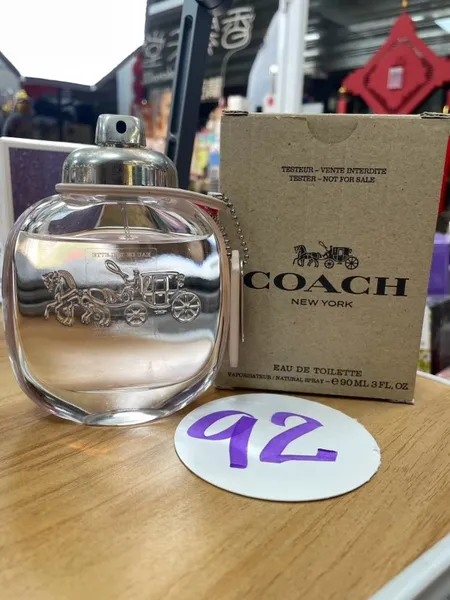 香
TESTEUR – VENTE INTERDITE
TESTER – NOT FOR SALE
COACH
NEW YORK
EAU DE TOILETTE
VAPORISATEUR / NATURAL SPRAY – ℮ 90 ML 3 FL. OZ
92